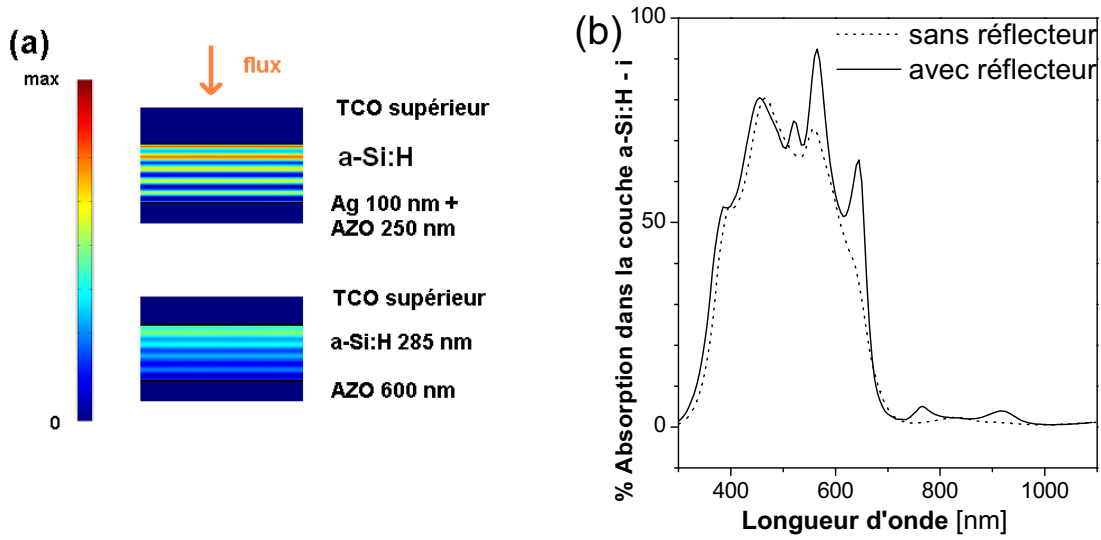 (a)
flux
max
0
TCO supérieur
a-Si:H
Ag 100 nm +
AZO 250 nm
TCO supérieur
a-Si:H 285 nm
AZO 600 nm
(b)
sans réflecteur
avec réflecteur
% Absorption dans la couche a-Si:H - i
100
50
0
400
600
800
1000
Longueur d'onde [nm]